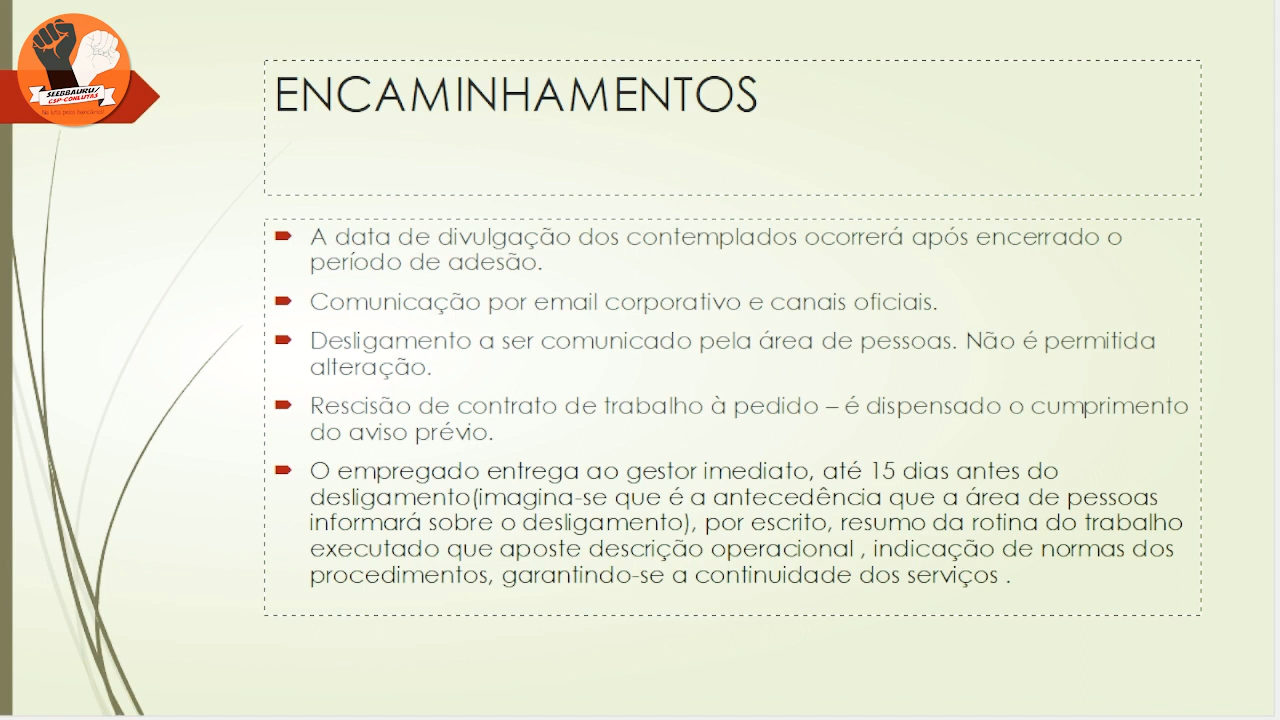 SEEBBAURU/
CSP-CONLUTAS
Na luta pelos bancários!
ENCAMINHAMENTOS
A data de divulgação dos contemplados ocorrerá após encerrado o
período de adesão.
Comunicação por email corporativo e canais oficiais.
Desligamento a ser comunicado pela área de pessoas. Não é permitida
alteração.
Rescisão de contrato de trabalho à pedido – é dispensado o cumprimento
do aviso prévio.
O empregado entrega ao gestor imediato, até 15 dias antes do
desligamento(imagina-se que é a antecedência que a área de pessoas
informará sobre o desligamento), por escrito, resumo da rotina do trabalho
executado que aposte descrição operacional , indicação de normas dos
procedimentos, garantindo-se a continuidade dos serviços .